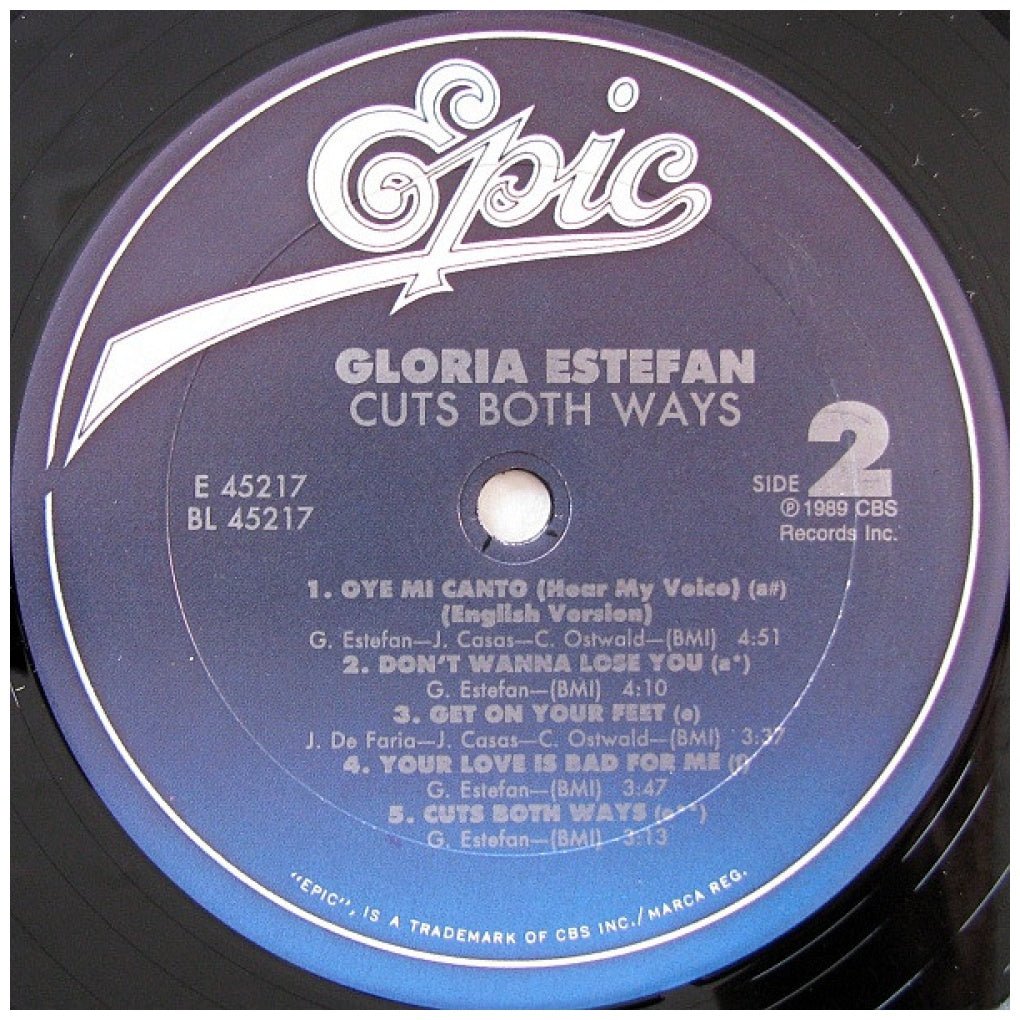 Epic
GLORIA ESTEFAN
CUTS BOTH WAYS
E 45217
BL 45217
SIDE 2
℗ 1989 CBS
Records Inc.
1. OYE MI CANTO (Hear My Voice) (a#)
(English Version)
G. Estefan—J. Casas—C. Ostwald—(BMI) 4:51
2. DON'T WANNA LOSE YOU (a*)
G. Estefan—(BMI) 4:10
3. GET ON YOUR FEET (e)
J. De Faria—J. Casas—C. Ostwald—(BMI) 3:37
4. YOUR LOVE IS BAD FOR ME (f)
G. Estefan—(BMI) 3:47
5. CUTS BOTH WAYS
G. Estefan—(BMI) 3:13
"EPIC", IS A TRADEMARK OF CBS INC./MARCA REG.